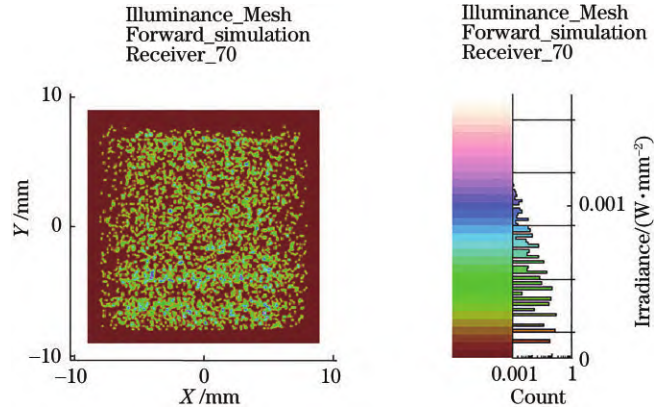 Illuminance_Mesh
Forward_simulation
Receiver_70
10
0
−10
Y/mm
−10
0
10
X/mm
Illuminance_Mesh
Forward_simulation
Receiver_70
0.001
0
Irradiance/(W·mm⁻²)
0.001
1
Count